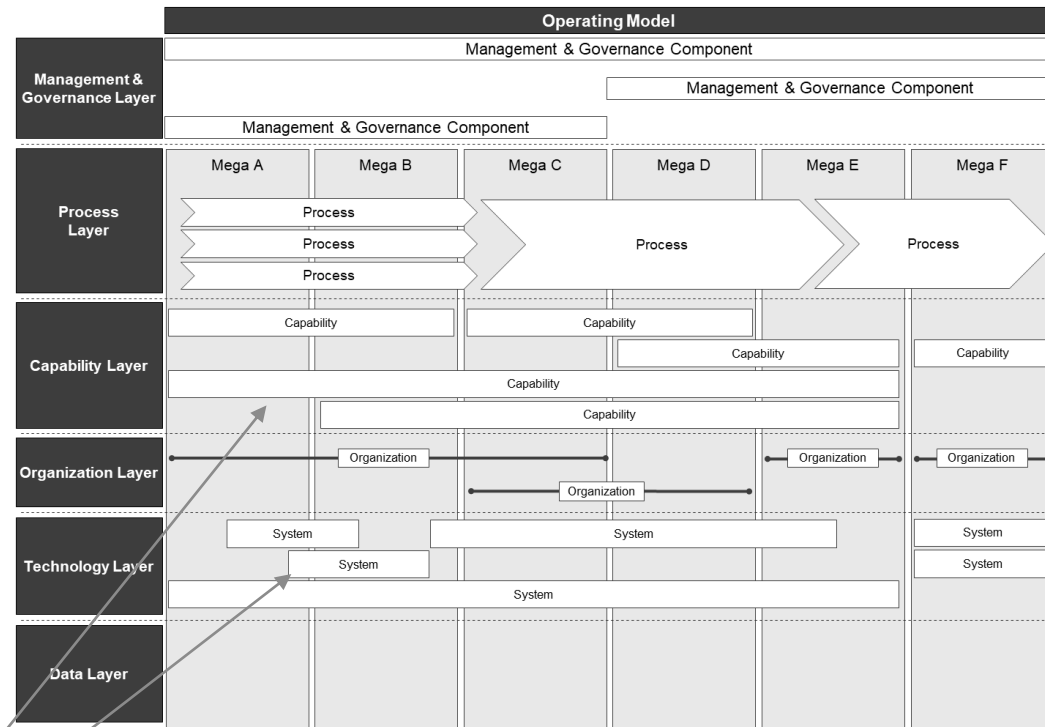 Operating Model
Management &
Governance Layer
Management & Governance Component
Management & Governance Component
Management & Governance Component
Process
Layer
Mega A
Mega B
Mega C
Mega D
Mega E
Mega F
Process
Process
Process
Process
Process
Capability Layer
Capability
Capability
Capability
Capability
Capability
Capability
Organization Layer
Organization
Organization
Organization
Organization
Technology Layer
System
System
System
System
System
System
Data Layer